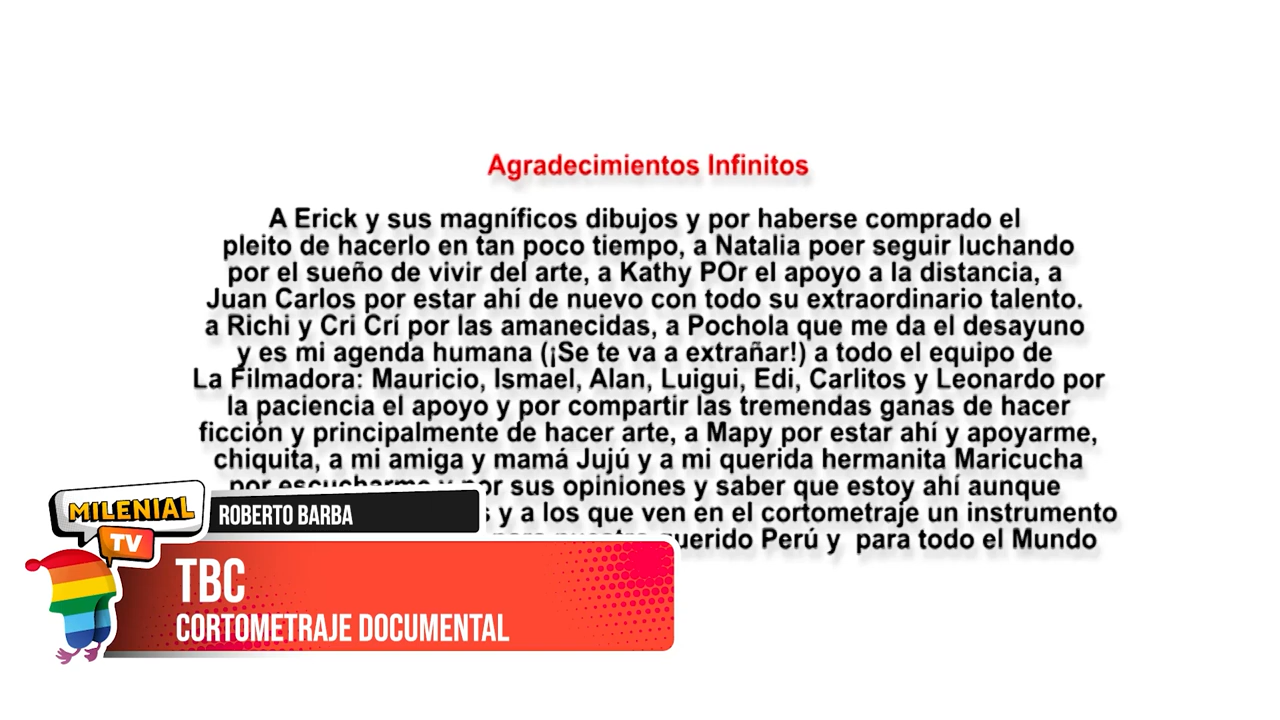 Agradecimientos Infinitos
A Erick y sus magníficos dibujos y por haberse comprado el
pleito de hacerlo en tan poco tiempo, a Natalia poer seguir luchando
por el sueño de vivir del arte, a Kathy POr el apoyo a la distancia, a
Juan Carlos por estar ahí de nuevo con todo su extraordinario talento.
a Richi y Cri Crí por las amanecidas, a Pochola que me da el desayuno
y es mi agenda humana (¡Se te va a extrañar!) a todo el equipo de
La Filmadora: Mauricio, Ismael, Alan, Luigui, Edi, Carlitos y Leonardo por
la paciencia el apoyo y por compartir las tremendas ganas de hacer
ficción y principalmente de hacer arte, a Mapy por estar ahí y apoyarme,
chiquita, a mi amiga y mamá Jujú y a mi querida hermanita Maricucha
por escucharme y por sus opiniones y saber que estoy ahí aunque
y a los que ven en el cortometraje un instrumento
para nuestro querido Perú y para todo el Mundo
MILENIAL
TV
ROBERTO BARBA
TBC
CORTOMETRAJE DOCUMENTAL